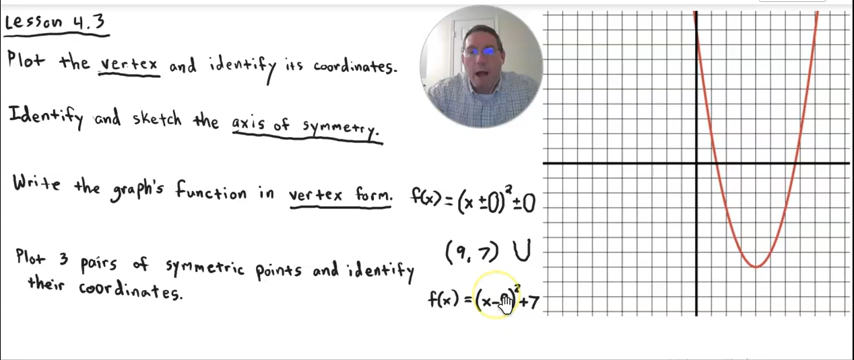 Lesson 4.3
Plot the vertex and identify its coordinates.
Identify and sketch the axis of symmetry.
Write the graph's function in vertex form. f(x)=(x±0)²±0
(9,7) U
Plot 3 pairs of symmetric points and identify
their coordinates.
f(x)=(x- )²+7